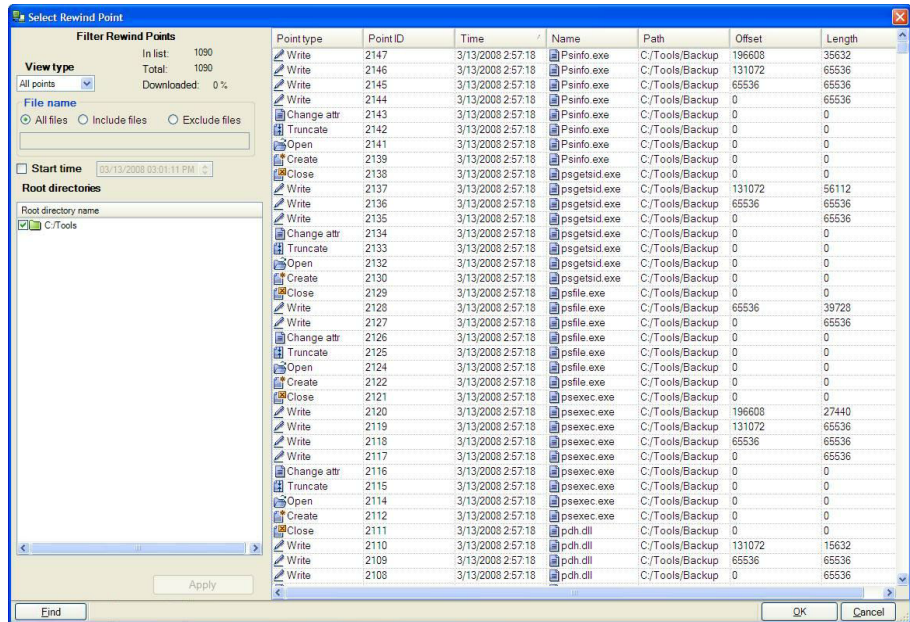 Select Rewind Point
Filter Rewind Points
In list: 1090
View type Total: 1090
All points Downloaded: 0 %
File name
All files Include files Exclude files
Start time 03/13/2008 03:01:11 PM
Root directories
Root directory name
C:/Tools
Apply
Find
Point type Point ID Time Name Path Offset Length
Write 2147 3/13/2008 2:57:18 Psinfo.exe C:/Tools/Backup 196608 35632
Write 2146 3/13/2008 2:57:18 Psinfo.exe C:/Tools/Backup 131072 65536
Write 2145 3/13/2008 2:57:18 Psinfo.exe C:/Tools/Backup 65536 65536
Write 2144 3/13/2008 2:57:18 Psinfo.exe C:/Tools/Backup 0 65536
Change attr 2143 3/13/2008 2:57:18 Psinfo.exe C:/Tools/Backup 0 0
Truncate 2142 3/13/2008 2:57:18 Psinfo.exe C:/Tools/Backup 0 0
Open 2141 3/13/2008 2:57:18 Psinfo.exe C:/Tools/Backup 0 0
Create 2139 3/13/2008 2:57:18 Psinfo.exe C:/Tools/Backup 0 0
Close 2138 3/13/2008 2:57:18 psgetsid.exe C:/Tools/Backup 0 0
Write 2137 3/13/2008 2:57:18 psgetsid.exe C:/Tools/Backup 131072 56112
Write 2136 3/13/2008 2:57:18 psgetsid.exe C:/Tools/Backup 65536 65536
Write 2135 3/13/2008 2:57:18 psgetsid.exe C:/Tools/Backup 0 65536
Change attr 2134 3/13/2008 2:57:18 psgetsid.exe C:/Tools/Backup 0 0
Truncate 2133 3/13/2008 2:57:18 psgetsid.exe C:/Tools/Backup 0 0
Open 2132 3/13/2008 2:57:18 psgetsid.exe C:/Tools/Backup 0 0
Create 2130 3/13/2008 2:57:18 psgetsid.exe C:/Tools/Backup 0 0
Close 2129 3/13/2008 2:57:18 psfile.exe C:/Tools/Backup 0 0
Write 2128 3/13/2008 2:57:18 psfile.exe C:/Tools/Backup 65536 39728
Write 2127 3/13/2008 2:57:18 psfile.exe C:/Tools/Backup 0 65536
Change attr 2126 3/13/2008 2:57:18 psfile.exe C:/Tools/Backup 0 0
Truncate 2125 3/13/2008 2:57:18 psfile.exe C:/Tools/Backup 0 0
Open 2124 3/13/2008 2:57:18 psfile.exe C:/Tools/Backup 0 0
Create 2122 3/13/2008 2:57:18 psfile.exe C:/Tools/Backup 0 0
Close 2121 3/13/2008 2:57:18 psexec.exe C:/Tools/Backup 0 0
Write 2120 3/13/2008 2:57:18 psexec.exe C:/Tools/Backup 196608 27440
Write 2119 3/13/2008 2:57:18 psexec.exe C:/Tools/Backup 131072 65536
Write 2118 3/13/2008 2:57:18 psexec.exe C:/Tools/Backup 65536 65536
Write 2117 3/13/2008 2:57:18 psexec.exe C:/Tools/Backup 0 65536
Change attr 2116 3/13/2008 2:57:18 psexec.exe C:/Tools/Backup 0 0
Truncate 2115 3/13/2008 2:57:18 psexec.exe C:/Tools/Backup 0 0
Open 2114 3/13/2008 2:57:18 psexec.exe C:/Tools/Backup 0 0
Create 2112 3/13/2008 2:57:18 psexec.exe C:/Tools/Backup 0 0
Close 2111 3/13/2008 2:57:18 pdh.dll C:/Tools/Backup 0 0
Write 2110 3/13/2008 2:57:18 pdh.dll C:/Tools/Backup 131072 15632
Write 2109 3/13/2008 2:57:18 pdh.dll C:/Tools/Backup 65536 65536
Write 2108 3/13/2008 2:57:18 pdh.dll C:/Tools/Backup 0 65536
OK Cancel